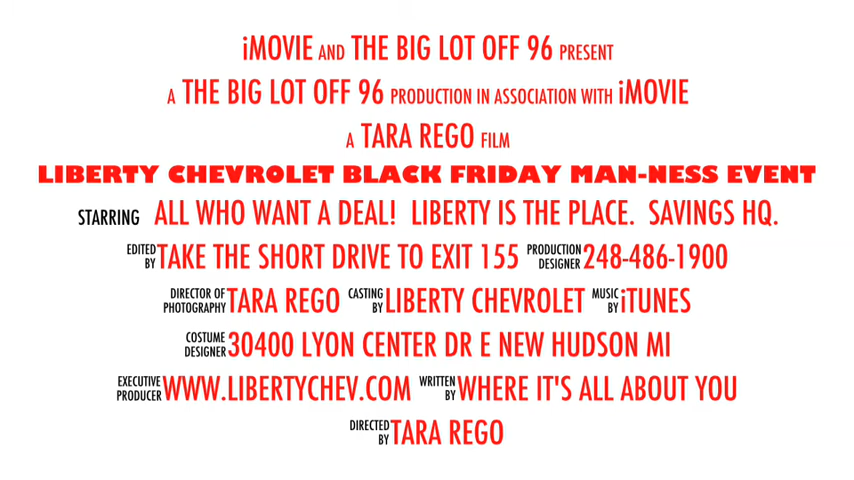 iMOVIE AND THE BIG LOT OFF 96 PRESENT
A THE BIG LOT OFF 96 PRODUCTION IN ASSOCIATION WITH iMOVIE
A TARA REGO FILM
LIBERTY CHEVROLET BLACK FRIDAY MAN-NESS EVENT
STARRING ALL WHO WANT A DEAL! LIBERTY IS THE PLACE. SAVINGS HQ.
EDITED BY TAKE THE SHORT DRIVE TO EXIT 155 PRODUCTION DESIGNER 248-486-1900
DIRECTOR OF PHOTOGRAPHY TARA REGO CASTING BY LIBERTY CHEVROLET MUSIC BY iTUNES
COSTUME DESIGNER 30400 LYON CENTER DR E NEW HUDSON MI
EXECUTIVE PRODUCER WWW.LIBERTYCHEV.COM WRITTEN BY WHERE IT'S ALL ABOUT YOU
DIRECTED BY TARA REGO